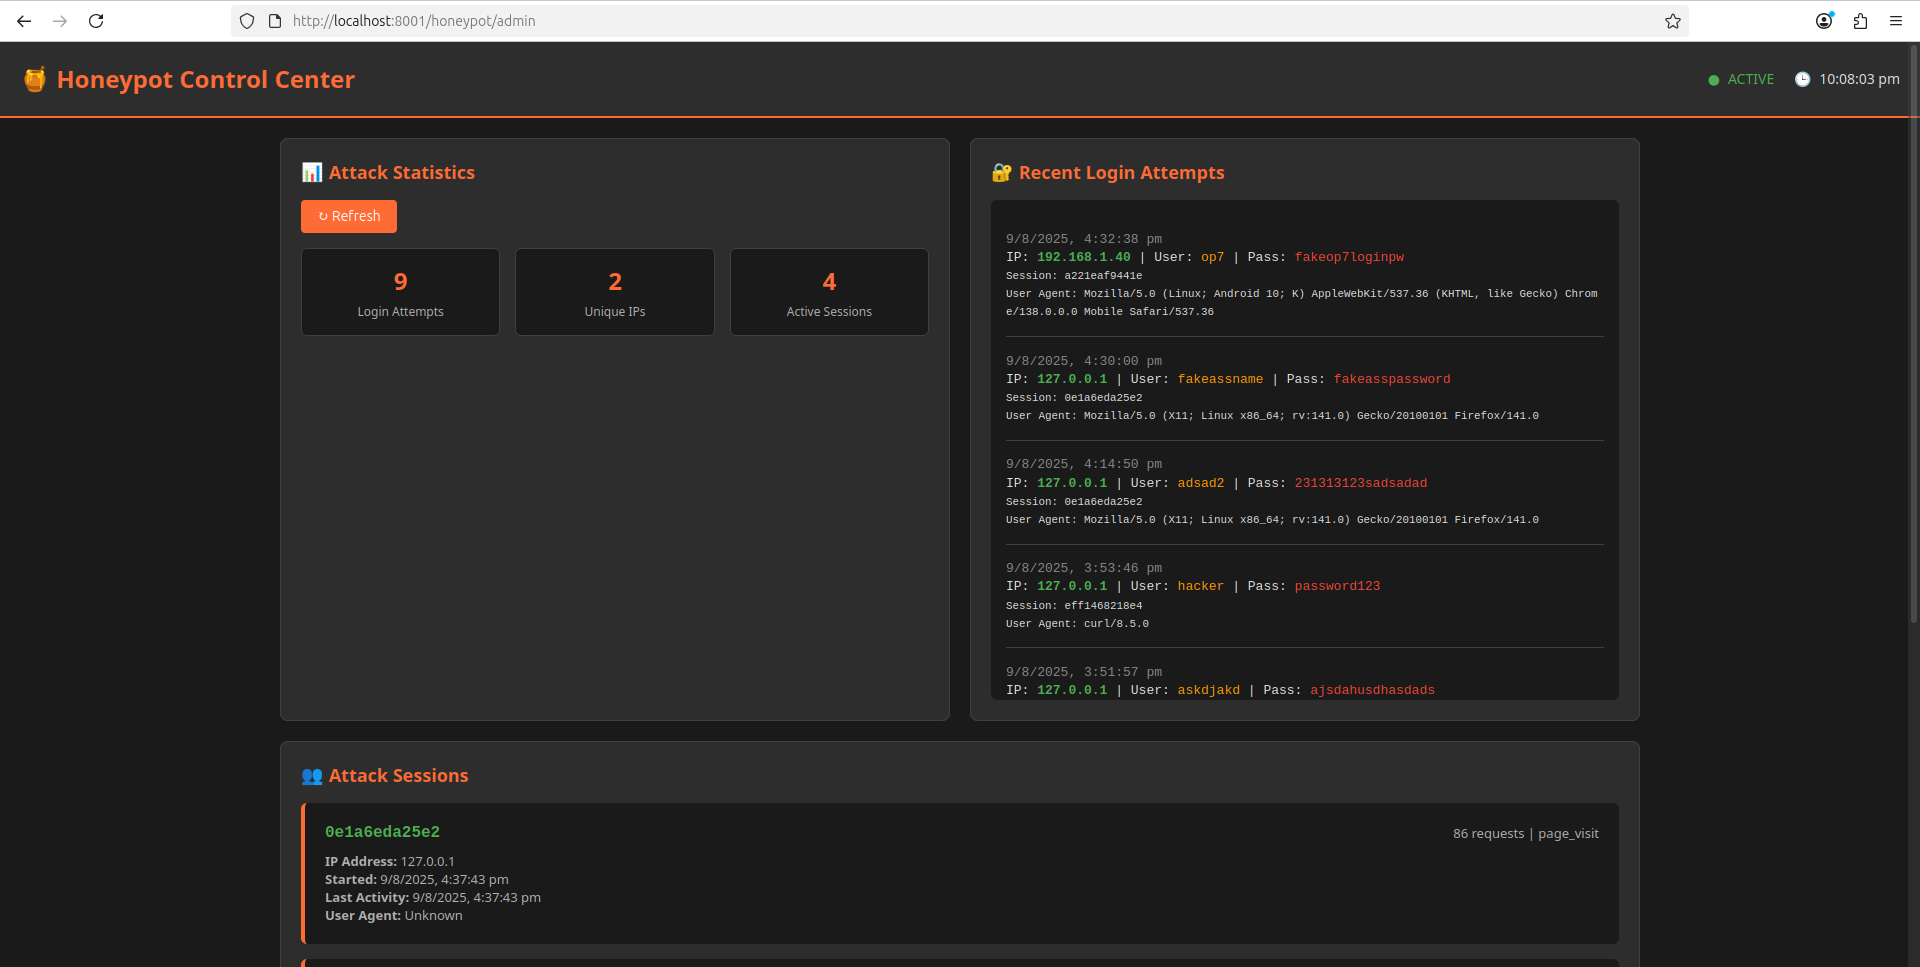 http://localhost:8001/honeypot/admin
🍯 Honeypot Control Center
ACTIVE
🕒 10:08:03 pm
📊 Attack Statistics
↻ Refresh
9
Login Attempts
2
Unique IPs
4
Active Sessions
🔐 Recent Login Attempts
9/8/2025, 4:32:38 pm
IP: 192.168.1.40 | User: op7 | Pass: fakeop7loginpw
Session: a221eaf9441e
User Agent: Mozilla/5.0 (Linux; Android 10; K) AppleWebKit/537.36 (KHTML, like Gecko) Chrom
e/138.0.0.0 Mobile Safari/537.36
9/8/2025, 4:30:00 pm
IP: 127.0.0.1 | User: fakeassname | Pass: fakeasspassword
Session: 0e1a6eda25e2
User Agent: Mozilla/5.0 (X11; Linux x86_64; rv:141.0) Gecko/20100101 Firefox/141.0
9/8/2025, 4:14:50 pm
IP: 127.0.0.1 | User: adsad2 | Pass: 231313123sadsadad
Session: 0e1a6eda25e2
User Agent: Mozilla/5.0 (X11; Linux x86_64; rv:141.0) Gecko/20100101 Firefox/141.0
9/8/2025, 3:53:46 pm
IP: 127.0.0.1 | User: hacker | Pass: password123
Session: eff1468218e4
User Agent: curl/8.5.0
9/8/2025, 3:51:57 pm
IP: 127.0.0.1 | User: askdjakd | Pass: ajsdahusdhasdads
👥 Attack Sessions
0e1a6eda25e2
86 requests | page_visit
IP Address: 127.0.0.1
Started: 9/8/2025, 4:37:43 pm
Last Activity: 9/8/2025, 4:37:43 pm
User Agent: Unknown